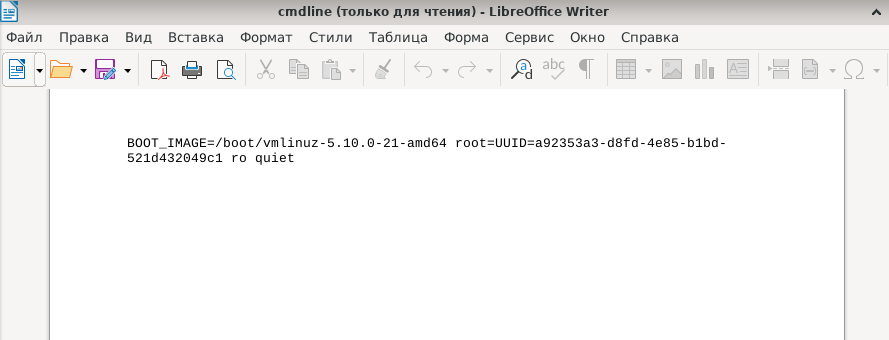 cmdline (только для чтения) - LibreOffice Writer
Файл Правка Вид Вставка Формат Стили Таблица Форма Сервис Окно Справка
BOOT_IMAGE=/boot/vmlinuz-5.10.0-21-amd64 root=UUID=a92353a3-d8fd-4e85-b1bd-
521d432049c1 ro quiet